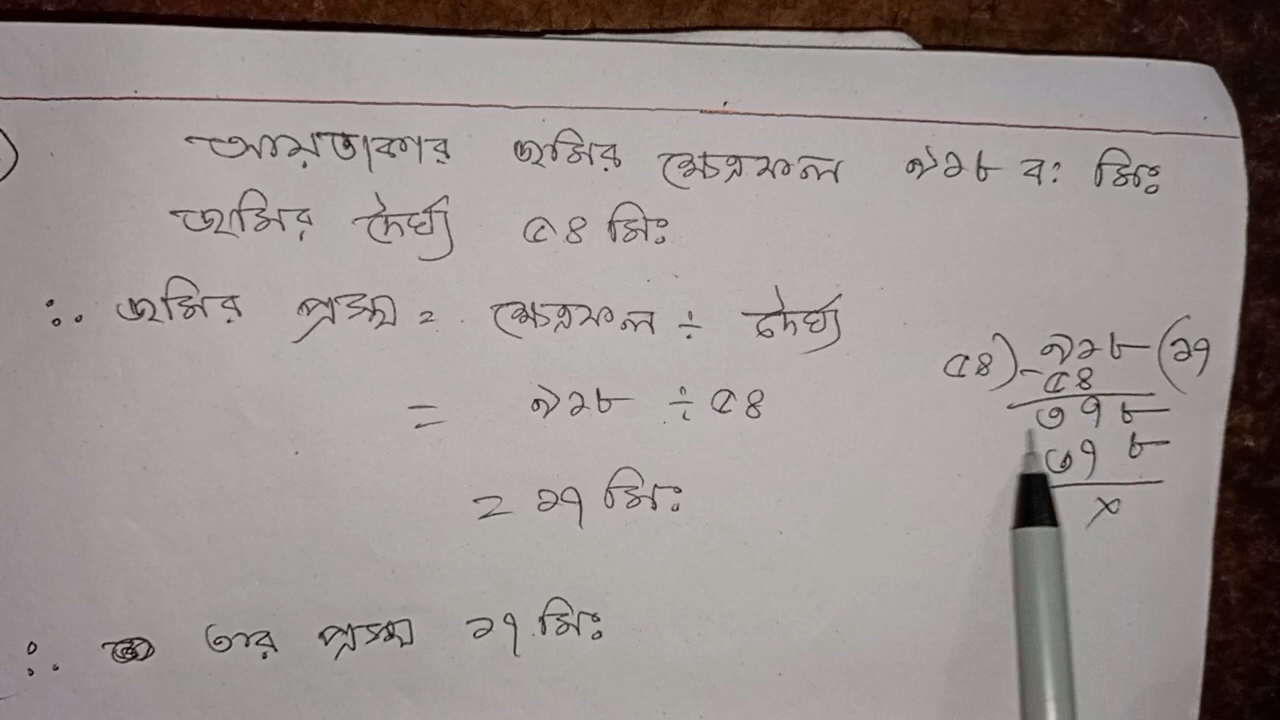 আয়তাকার জমির ক্ষেত্রফল ৯১৮ ব: মিঃ
জমির দৈর্ঘ্য ৫৪ মিঃ
∴ জমির প্রস্থ = ক্ষেত্রফল ÷ দৈর্ঘ্য
= ৯১৮ ÷ ৫৪
= ১৭ মিঃ
∴ তার প্রস্থ ১৭ মিঃ
৫৪) ৯১৮ (১৭
-৫৪
৩৭৮
৩৭৮
×